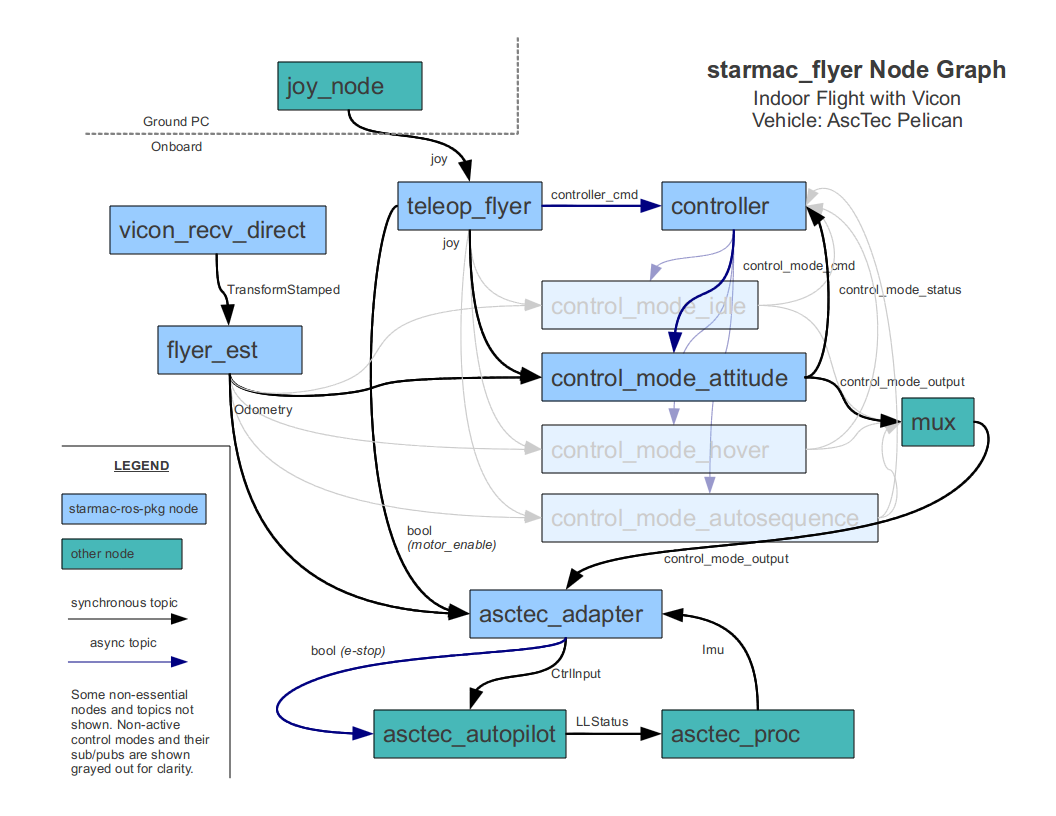 starmac_flyer Node Graph
Indoor Flight with Vicon
Vehicle: AscTec Pelican
joy_node
Ground PC
Onboard
joy
teleop_flyer
controller_cmd
controller
vicon_recv_direct
joy
control_mode_cmd
TransformStamped
control_mode_status
control_mode_idle
flyer_est
control_mode_attitude
control_mode_output
Odometry
mux
control_mode_hover
LEGEND
starmac-ros-pkg node
other node
synchronous topic
async topic
Some non-essential
nodes and topics not
shown. Non-active
control modes and their
sub/pubs are shown
grayed out for clarity.
control_mode_autosequence
bool
(motor_enable)
control_mode_output
asctec_adapter
bool (e-stop)
Imu
CtrlInput
asctec_autopilot
LLStatus
asctec_proc